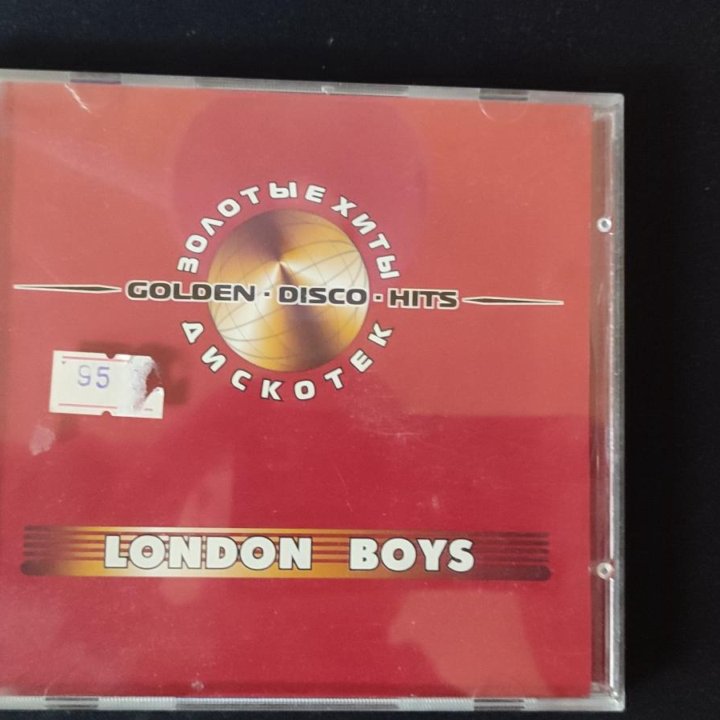 ЗОЛОТЫЕ ХИТЫ
GOLDEN · DISCO · HITS
ДИСКОТЕК
95
LONDON BOYS